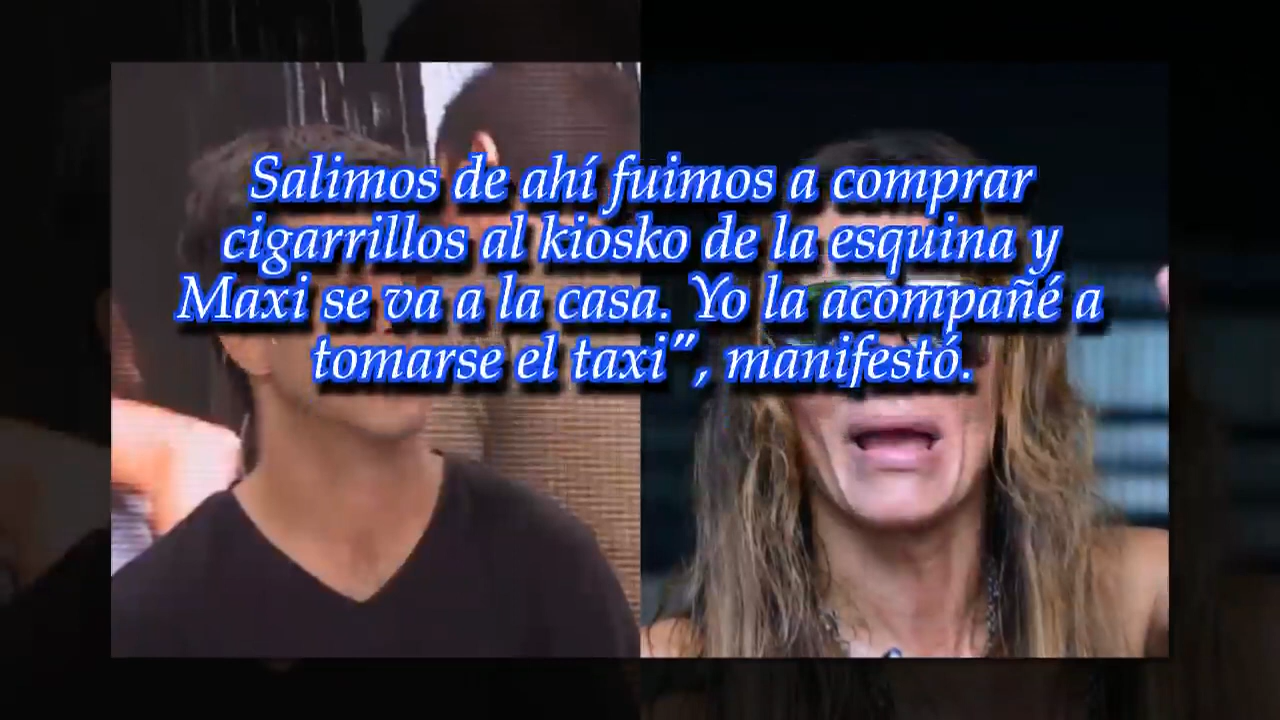 Salimos de ahí fuimos a comprar
cigarrillos al kiosko de la esquina y
Maxi se va a la casa. Yo la acompañé a
tomarse el taxi”, manifestó.